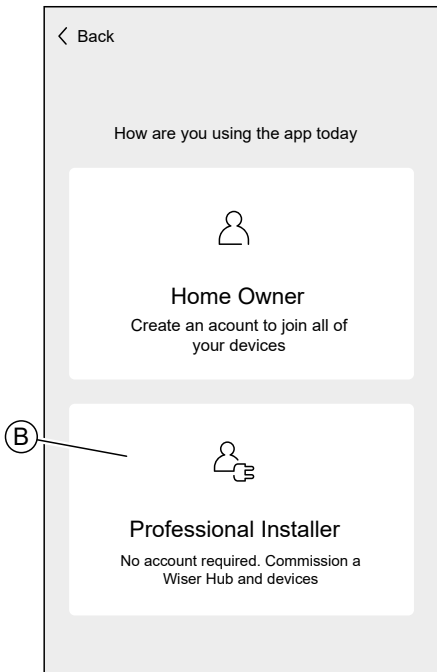 Back
How are you using the app today
Home Owner
Create an acount to join all of
your devices
B
Professional Installer
No account required. Commission a
Wiser Hub and devices